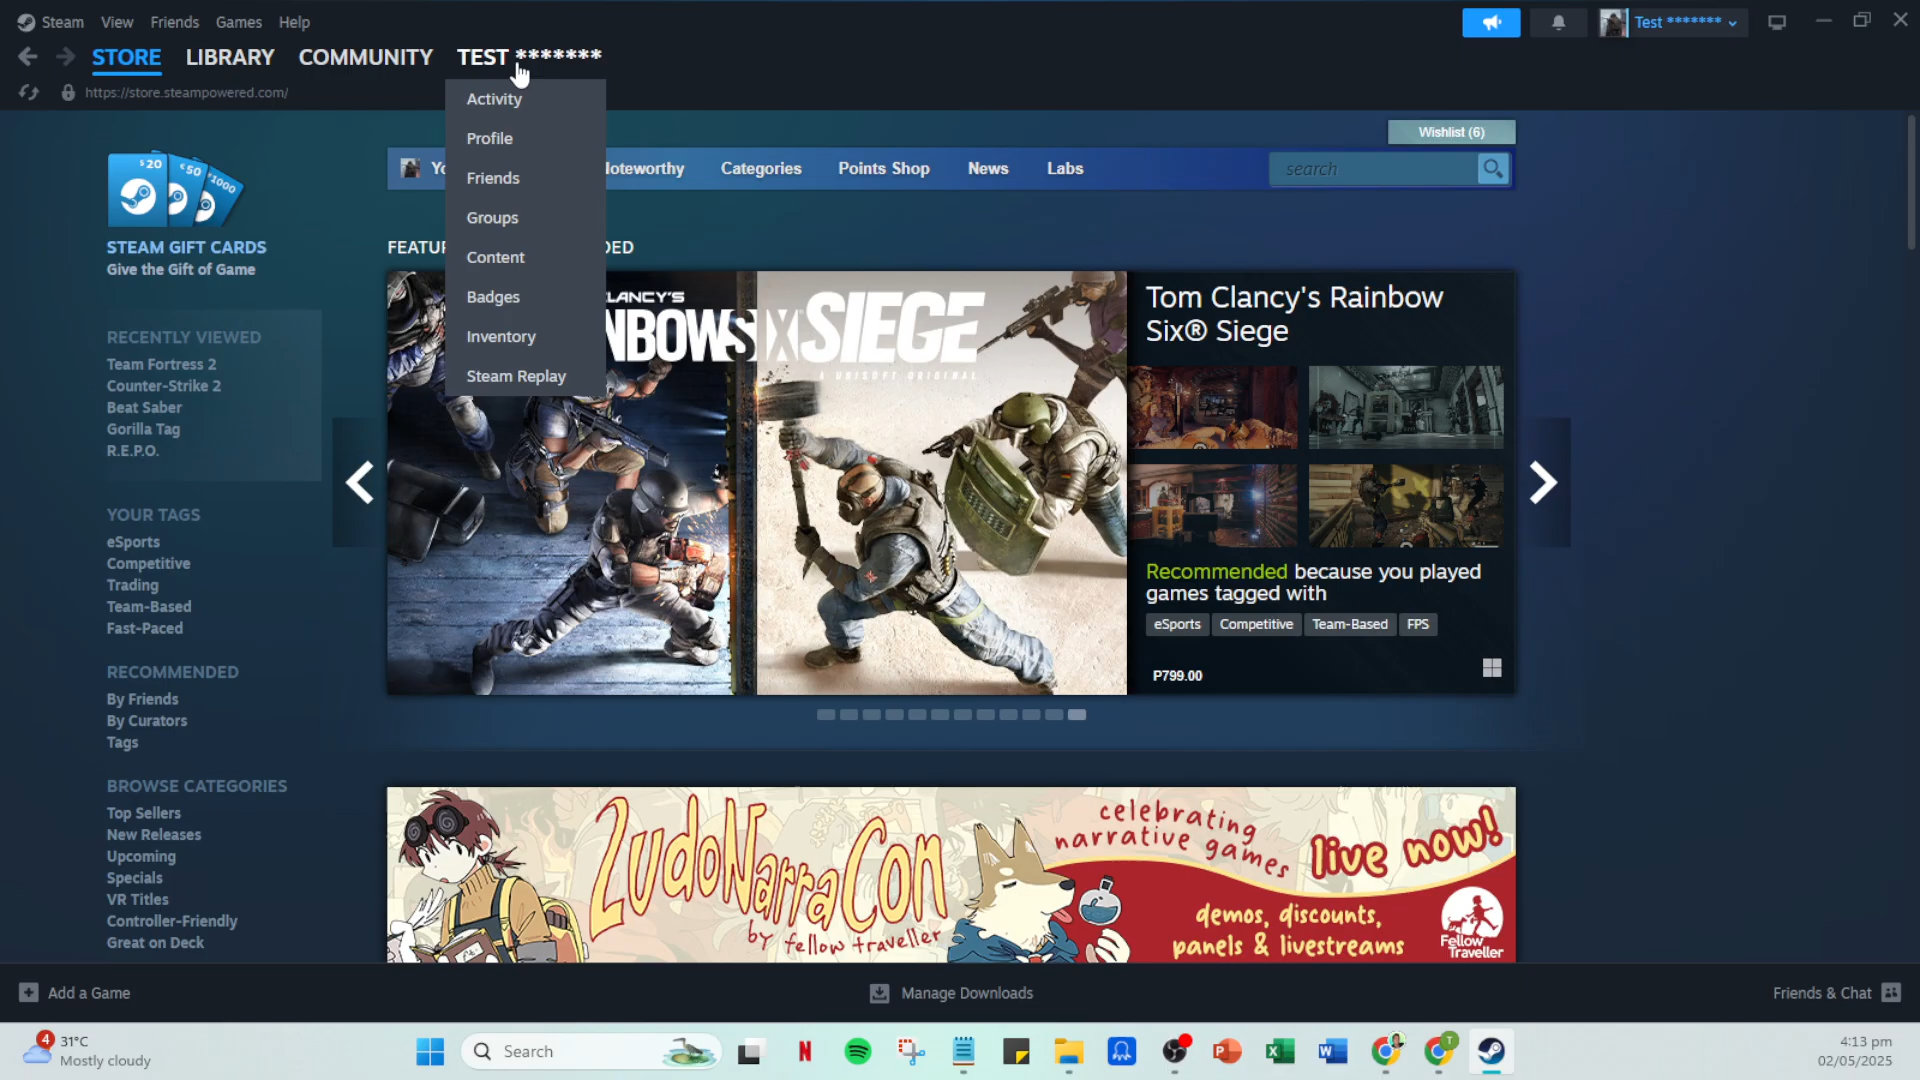 Steam View Friends Games Help
Test *******
STORE LIBRARY COMMUNITY TEST *******
https://store.steampowered.com/
Activity
Profile
Friends
Groups
Content
Badges
Inventory
Steam Replay
Wishlist (6)
Categories Points Shop News Labs
search
$20 €50
STEAM GIFT CARDS
Give the Gift of Game
RECENTLY VIEWED
Team Fortress 2
Counter-Strike 2
Beat Saber
Gorilla Tag
R.E.P.O.
YOUR TAGS
eSports
Competitive
Trading
Team-Based
Fast-Paced
RECOMMENDED
By Friends
By Curators
Tags
BROWSE CATEGORIES
Top Sellers
New Releases
Upcoming
Specials
VR Titles
Controller-Friendly
Great on Deck
SIEGE X
A UBISOFT ORIGINAL
Tom Clancy's Rainbow
Six® Siege
Recommended because you played
games tagged with
eSports Competitive Team-Based FPS
P799.00
LudoNarraCon
by fellow traveller
celebrating
narrative games
live now!
demos, discounts,
panels & livestreams
Fellow
Traveller
Add a Game
Manage Downloads
Friends & Chat
4
31°C
Mostly cloudy
Search
4:13 pm
02/05/2025